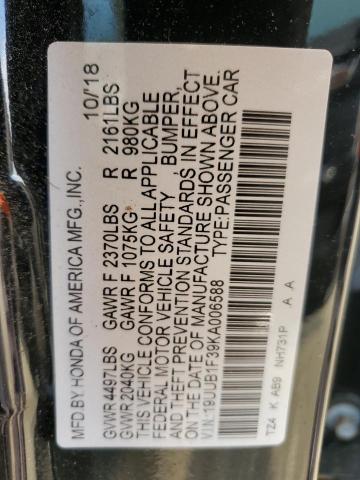 MFD BY HONDA OF AMERICA MFG.,INC. 10/'18
GVWR 4497LBS GAWR F 2370LBS R 2161LBS
GVWR 2040KG GAWR F 1075KG R 980KG
THIS VEHICLE CONFORMS TO ALL APPLICABLE
FEDERAL MOTOR VEHICLE SAFETY, BUMPER,
AND THEFT PREVENTION STANDARDS IN EFFECT
ON THE DATE OF MANUFACTURE SHOWN ABOVE.
V.I.N.:19UUB1F39KA006588 TYPE:PASSENGER CAR
TZ4 K AB9 NH731P A A